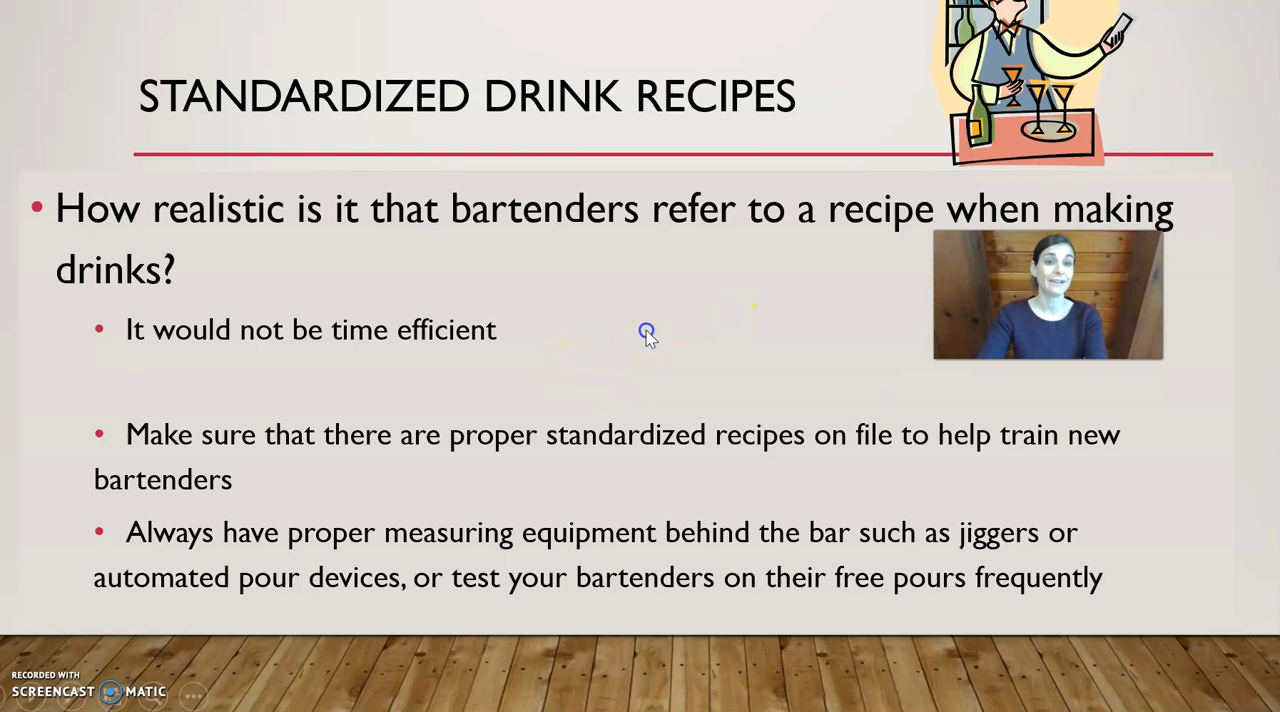 STANDARDIZED DRINK RECIPES
• How realistic is it that bartenders refer to a recipe when making
drinks?
• It would not be time efficient
• Make sure that there are proper standardized recipes on file to help train new
bartenders
• Always have proper measuring equipment behind the bar such as jiggers or
automated pour devices, or test your bartenders on their free pours frequently
RECORDED WITH
SCREENCAST MATIC